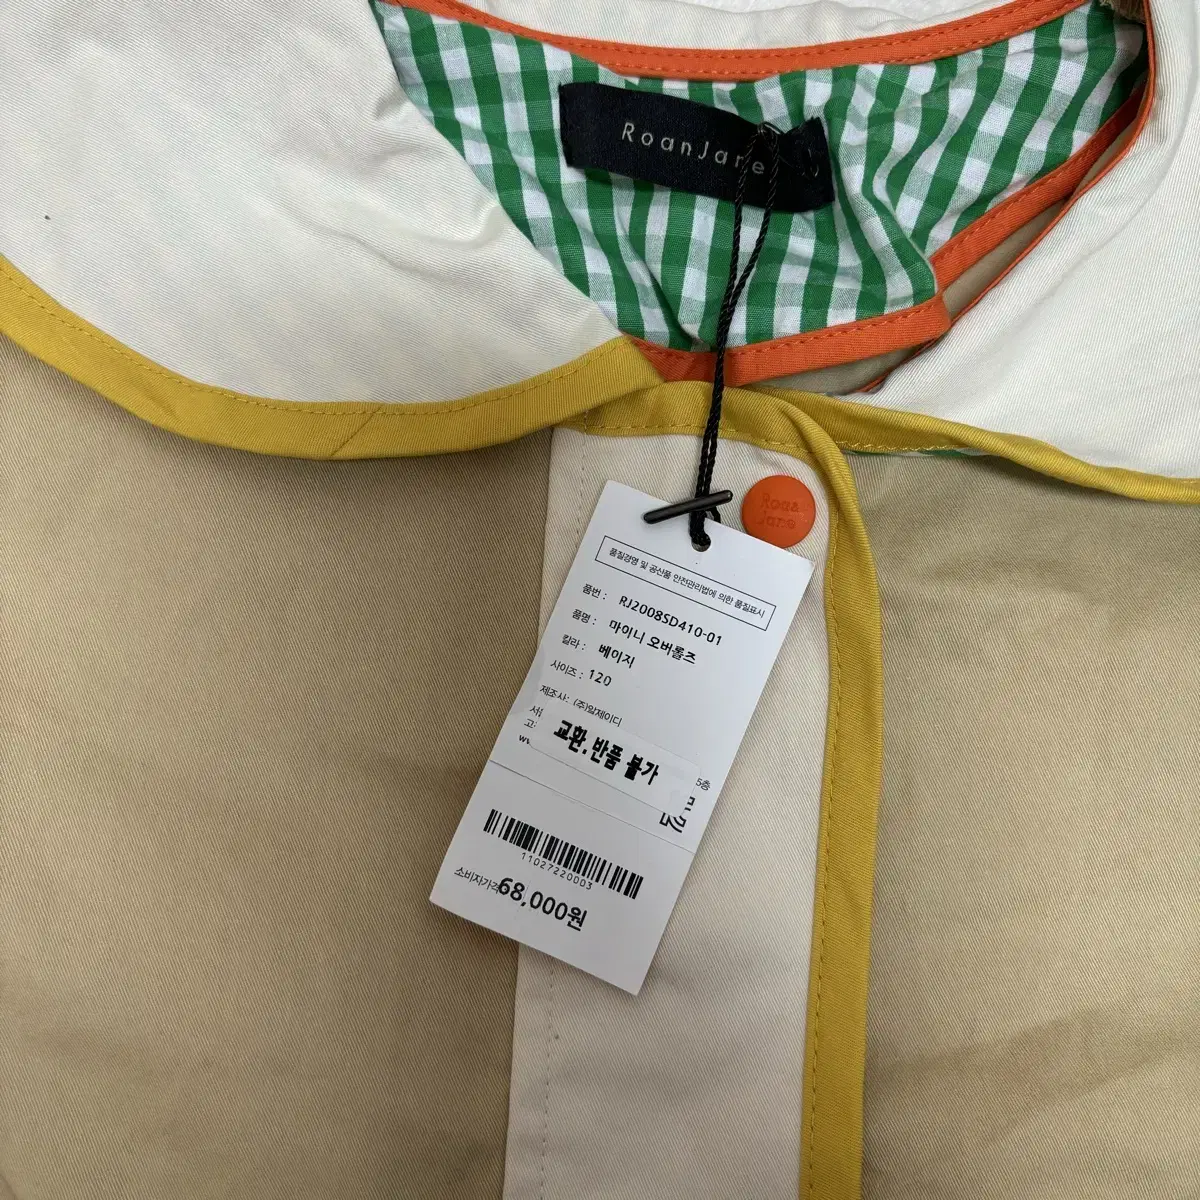 RoanJane
Roan
Jane
품질경영 및 공산품 안전관리법에 의한 품질표시
품번 : RJ2008SD410-01
품명 : 마이니 오버롤즈
칼라 : 베이지
사이즈 : 120
제조사: (주)알제이디
교환.반품 불가
5층
11027220003
소비자가격 68,000원